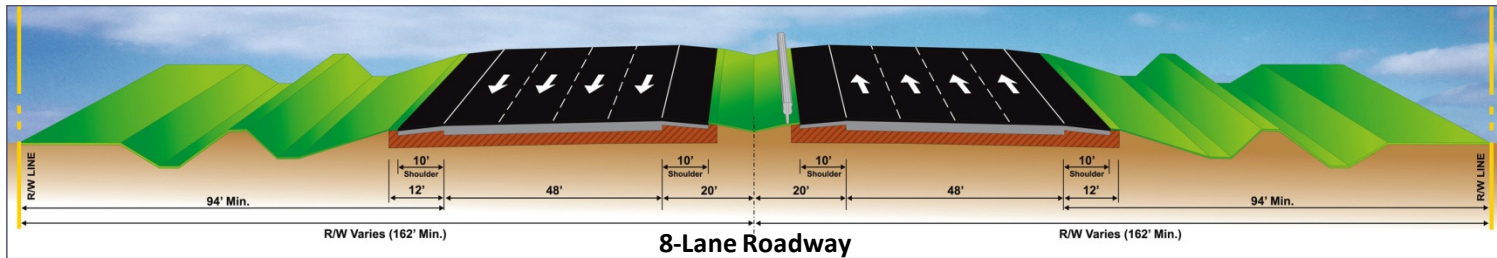 10' 10' 10' 10'
Shoulder Shoulder Shoulder Shoulder
R/W LINE R/W LINE
12' 48' 20' 20' 48' 12'
94' Min. 94' Min.
R/W Varies (162' Min.) R/W Varies (162' Min.)
8-Lane Roadway